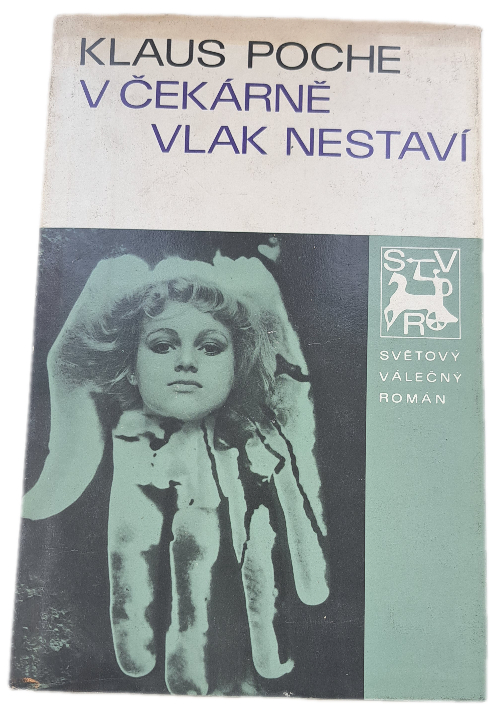 KLAUS POCHE
V ČEKÁRNĚ
VLAK NESTAVÍ
S V
R
SVĚTOVÝ
VÁLEČNÝ
ROMÁN